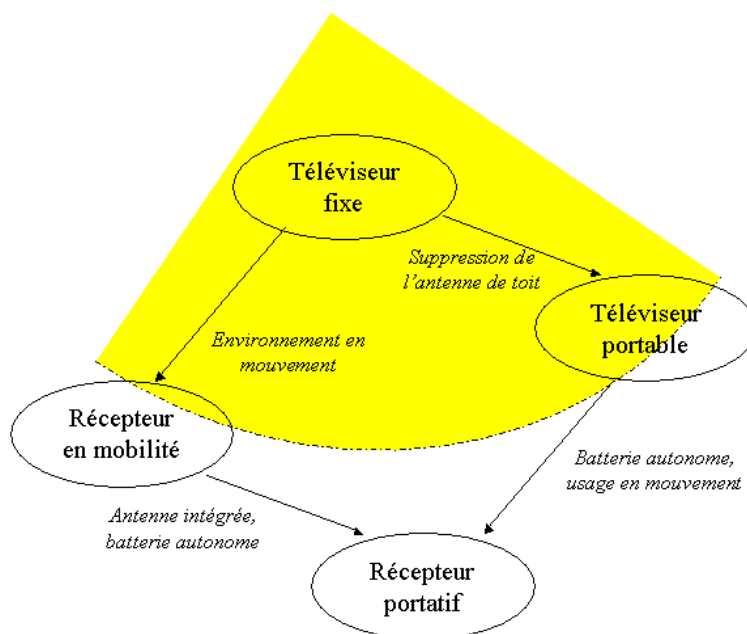 Téléviseur
fixe
Suppression de
l'antenne de toit
Téléviseur
portable
Environnement en
mouvement
Récepteur
en mobilité
Batterie autonome,
usage en mouvement
Antenne intégrée,
batterie autonome
Récepteur
portatif